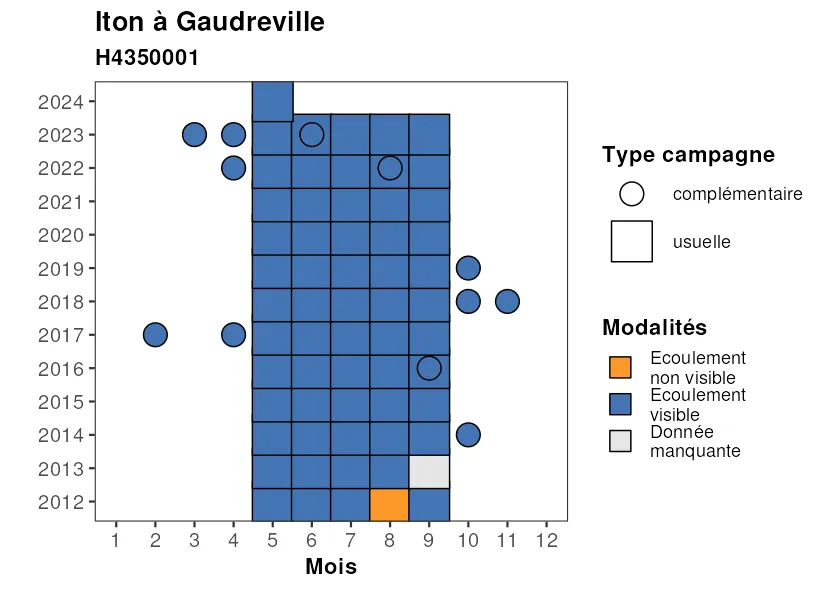 Iton à Gaudreville
H4350001
2024
2023
2022
2021
2020
2019
2018
2017
2016
2015
2014
2013
2012
1 2 3 4 5 6 7 8 9 10 11 12
Mois
Type campagne
complémentaire
usuelle
Modalités
Ecoulement
non visible
Ecoulement
visible
Donnée
manquante